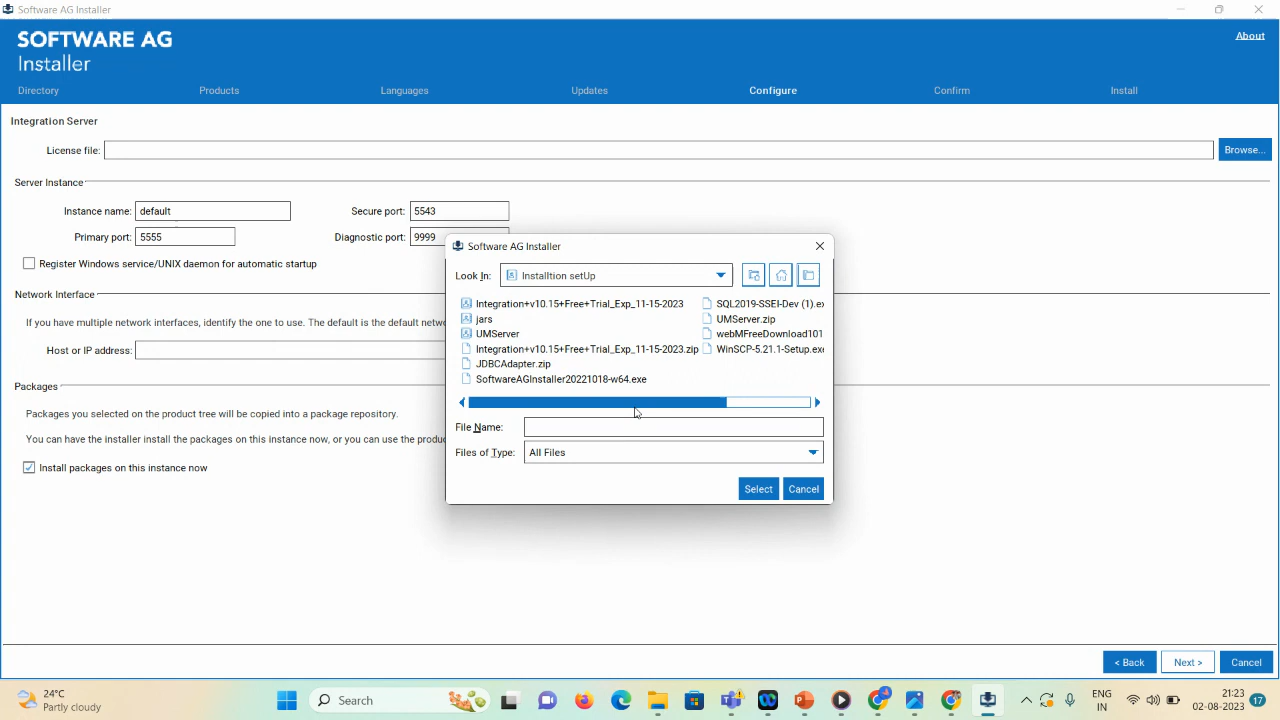 Software AG Installer
SOFTWARE AG
Installer
About
Directory
Products
Languages
Updates
Configure
Confirm
Install
Integration Server
License file:
Browse...
Server Instance
Instance name:
default
Secure port:
5543
Primary port:
5555
Diagnostic port:
9999
Register Windows service/UNIX daemon for automatic startup
Network Interface
If you have multiple network interfaces, identify the one to use. The default is the default netwo
Host or IP address:
Packages
Packages you selected on the product tree will be copied into a package repository.
You can have the installer install the packages on this instance now, or you can use the produc
Install packages on this instance now
Software AG Installer
Look In:
Installtion setUp
Integration+v10.15+Free+Trial_Exp_11-15-2023
jars
UMServer
Integration+v10.15+Free+Trial_Exp_11-15-2023.zip
JDBCAdapter.zip
SoftwareAGInstaller20221018-w64.exe
SQL2019-SSEI-Dev (1).ex
UMServer.zip
webMFreeDownload101
WinSCP-5.21.1-Setup.exe
File Name:
Files of Type:
All Files
Select
Cancel
< Back
Next >
Cancel
24°C
Partly cloudy
Search
ENG
IN
21:23
02-08-2023
17